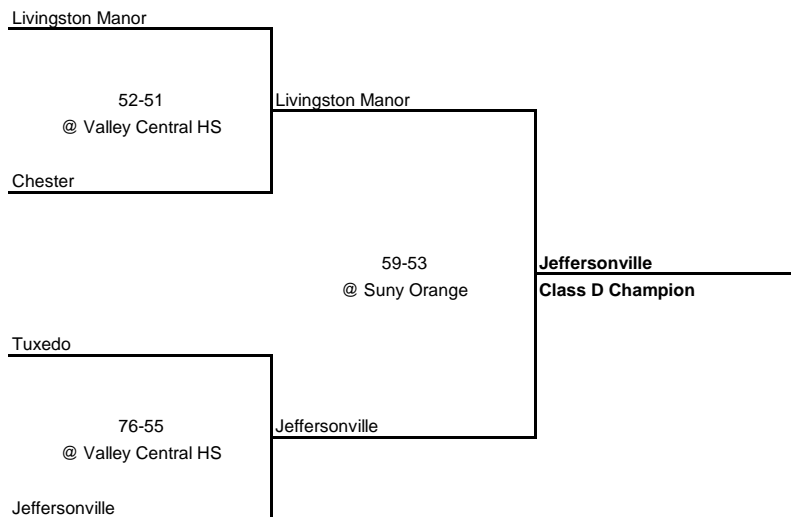 Livingston Manor
52-51
@ Valley Central HS
Livingston Manor
Chester
59-53
@ Suny Orange
Jeffersonville
Class D Champion
Tuxedo
76-55
@ Valley Central HS
Jeffersonville
Jeffersonville